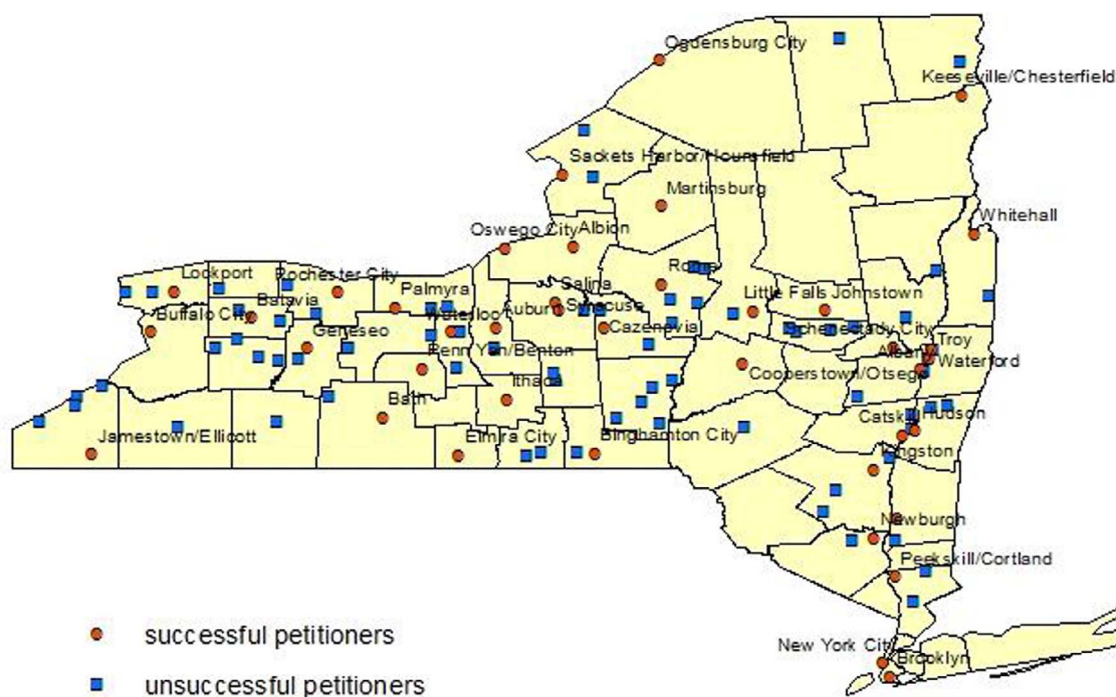 Ogdensburg City
Keeseville/Chesterfield
Sackets Harbor/Hounsfield
Martinsburg
Whitehall
Oswego City
Albion
Rome
Lockport
Rochester City
Palmyra
Salina
Batavia
Auburn
Syracuse
Little Falls
Johnstown
Buffalo City
Geneseo
Waterloo
Cazenovia
Schenectady City
Troy
Penn Yan/Benton
Albany
Waterford
Ithaca
Cooperstown/Otsego
Bath
Catskill
Hudson
Jamestown/Ellicott
Elmira City
Binghamton City
Kingston
Newburgh
Peekskill/Cortland
successful petitioners
New York City
Brooklyn
unsuccessful petitioners